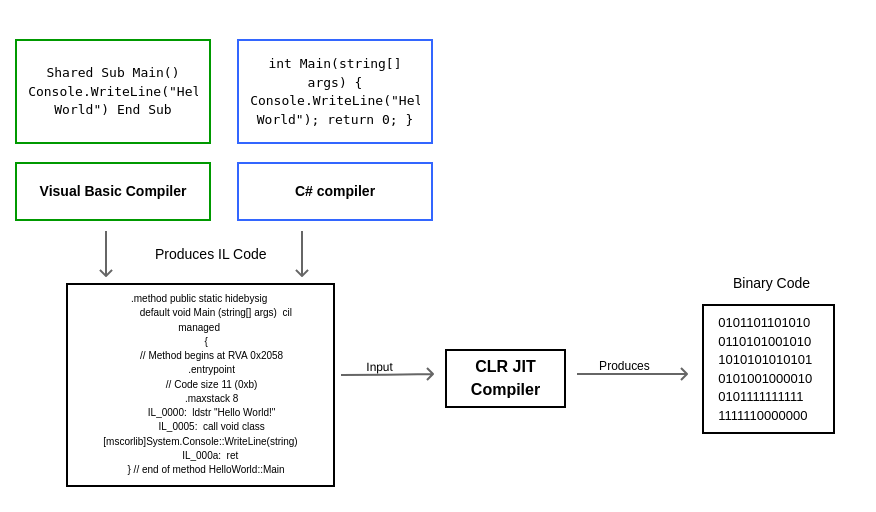 Shared Sub Main()
Console.WriteLine("Hel
World") End Sub
int Main(string[]
args) {
Console.WriteLine("Hel
World"); return 0; }
Visual Basic Compiler
C# compiler
Produces IL Code
.method public static hidebysig
default void Main (string[] args)  cil
managed
{
// Method begins at RVA 0x2058
.entrypoint
// Code size 11 (0xb)
.maxstack 8
IL_0000:  ldstr "Hello World!"
IL_0005:  call void class
[mscorlib]System.Console::WriteLine(string)
IL_000a:  ret
} // end of method HelloWorld::Main
Input
CLR JIT
Compiler
Produces
Binary Code
0101101101010
0110101001010
1010101010101
0101001000010
0101111111111
1111110000000